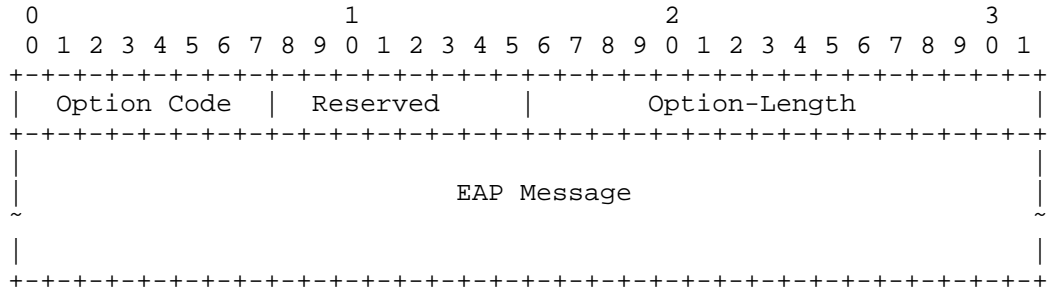 0                   1                   2                   3
 0 1 2 3 4 5 6 7 8 9 0 1 2 3 4 5 6 7 8 9 0 1 2 3 4 5 6 7 8 9 0 1
+-+-+-+-+-+-+-+-+-+-+-+-+-+-+-+-+-+-+-+-+-+-+-+-+-+-+-+-+-+-+-+-+
|  Option Code  |  Reserved     |       Option-Length           |
+-+-+-+-+-+-+-+-+-+-+-+-+-+-+-+-+-+-+-+-+-+-+-+-+-+-+-+-+-+-+-+-+
|                                                               |
|                           EAP Message                         |
~                                                               ~
|                                                               |
+-+-+-+-+-+-+-+-+-+-+-+-+-+-+-+-+-+-+-+-+-+-+-+-+-+-+-+-+-+-+-+-+